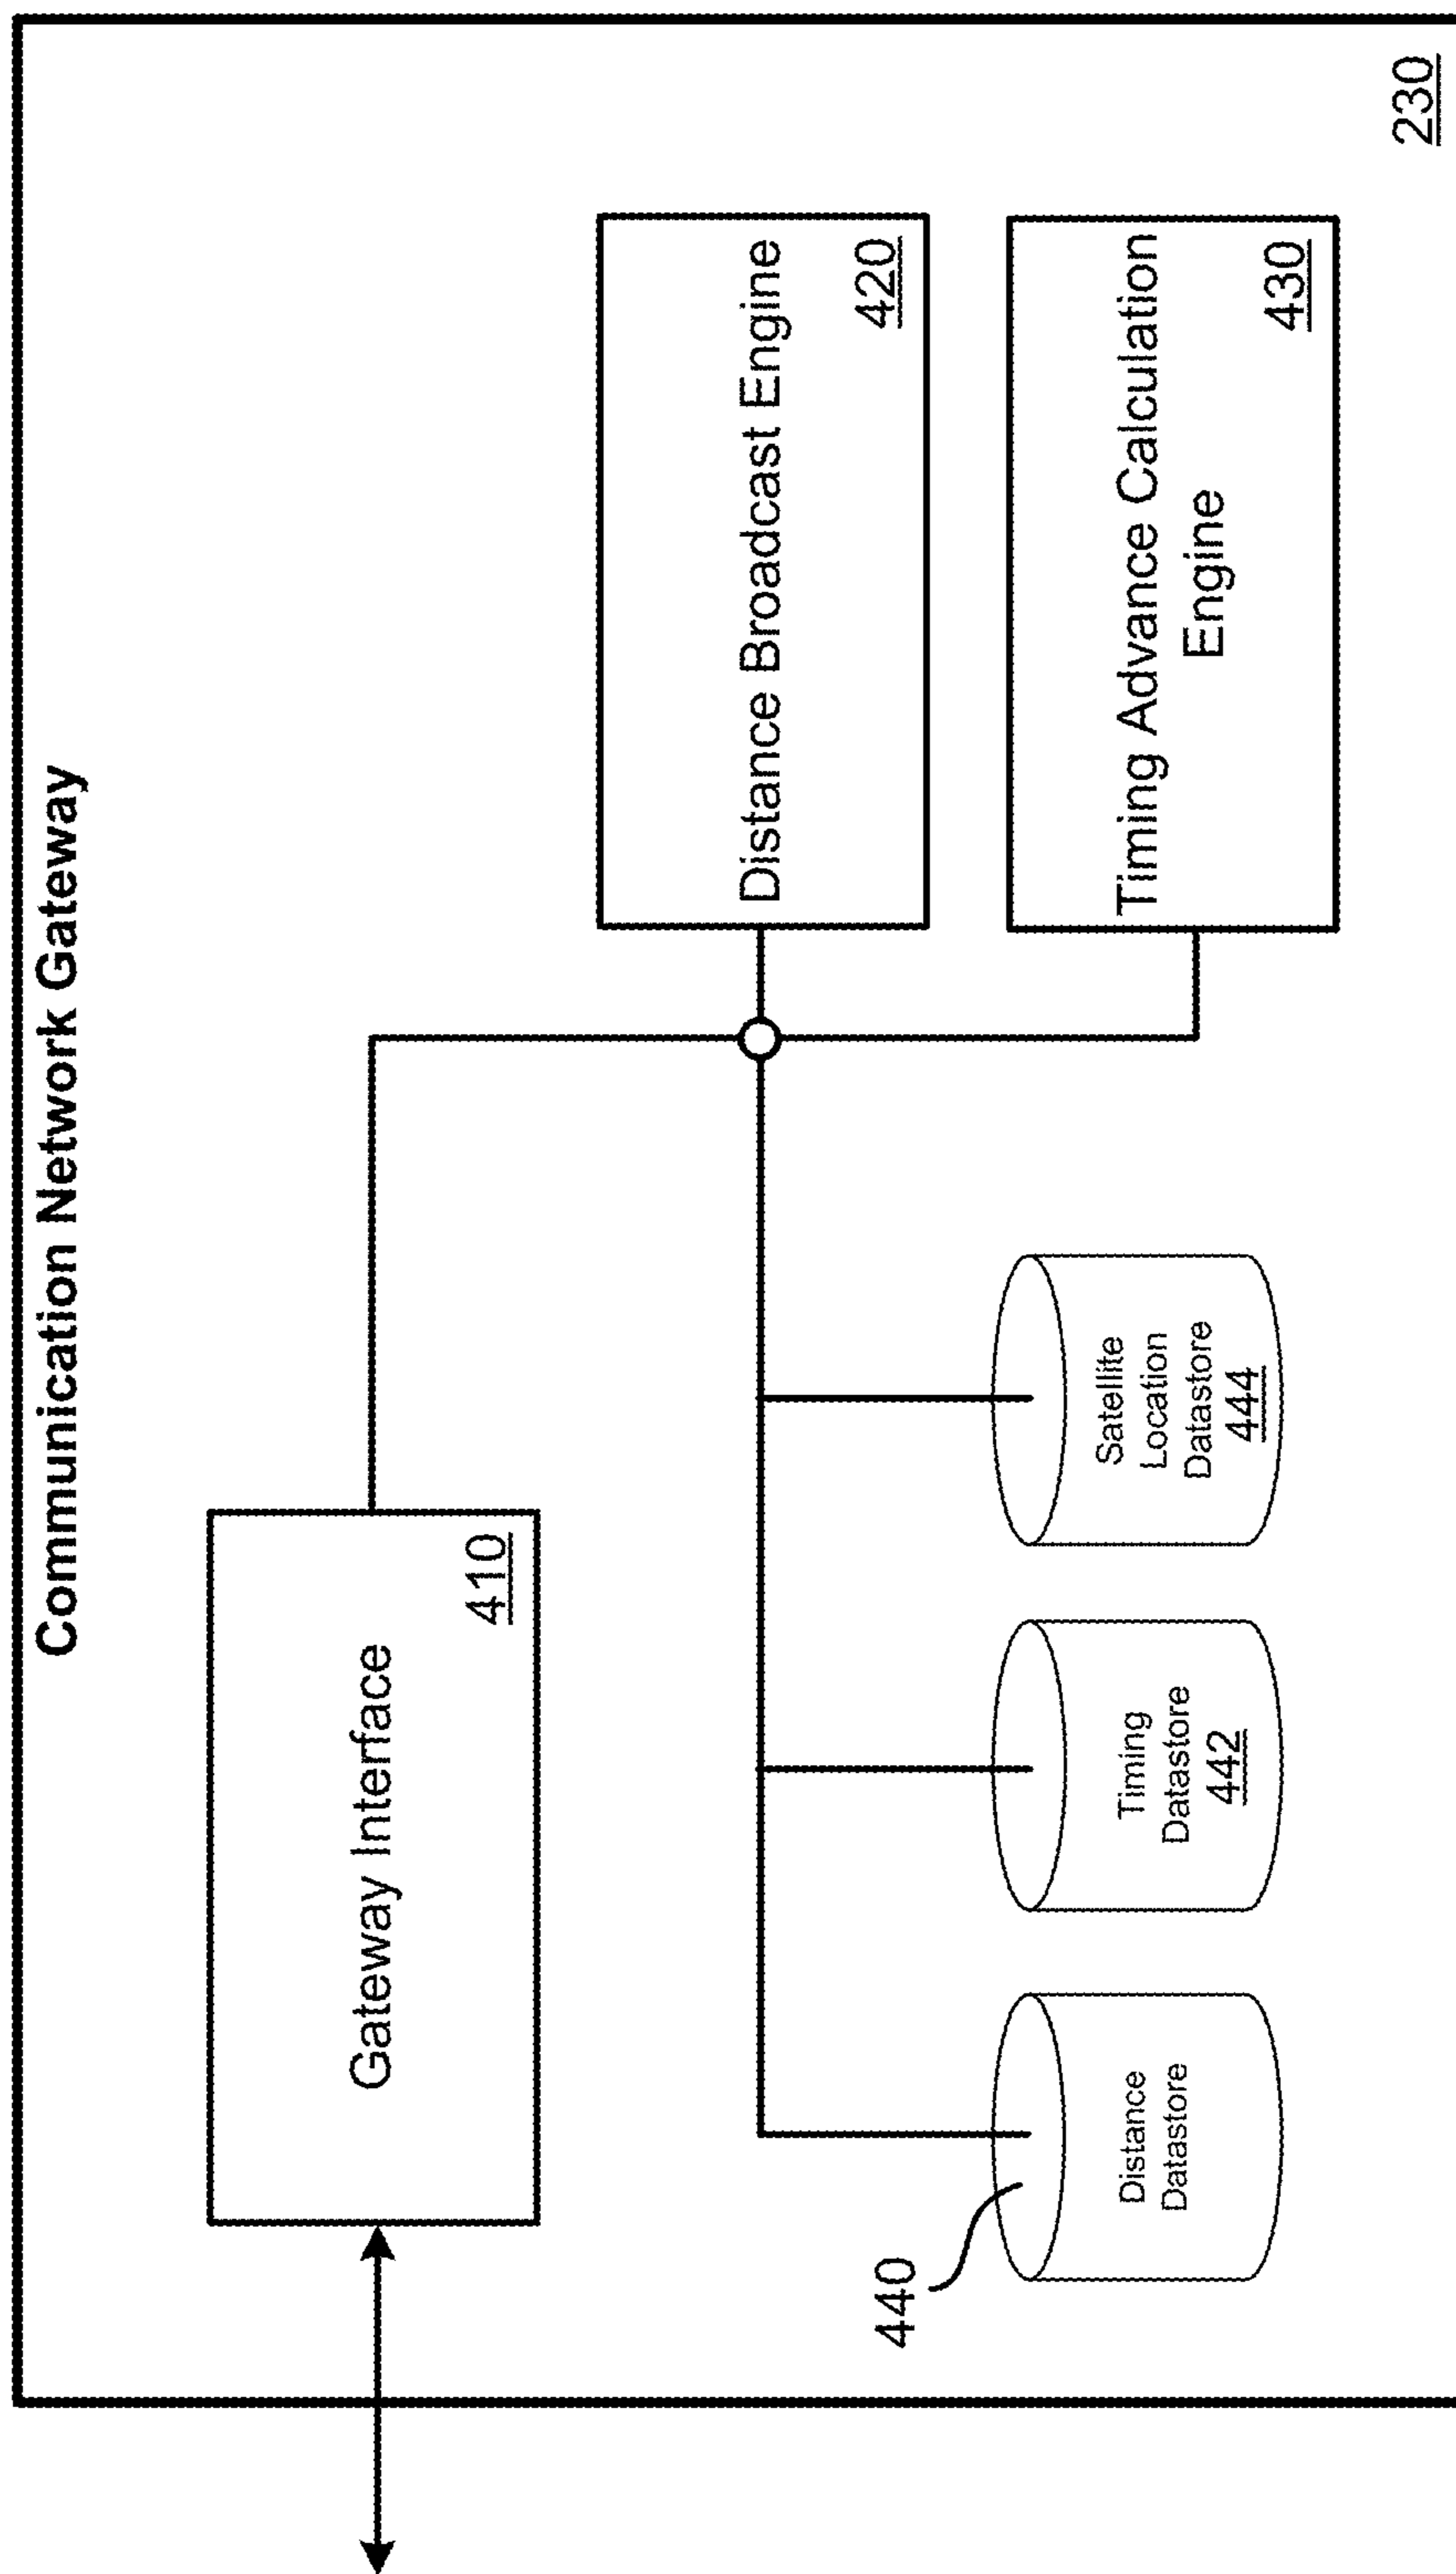 Communication Network Gateway
Gateway Interface
410
Distance Broadcast Engine
420
Timing Advance Calculation
Engine
430
440
Distance
Datastore
Timing
Datastore
442
Satellite
Location
Datastore
444
230